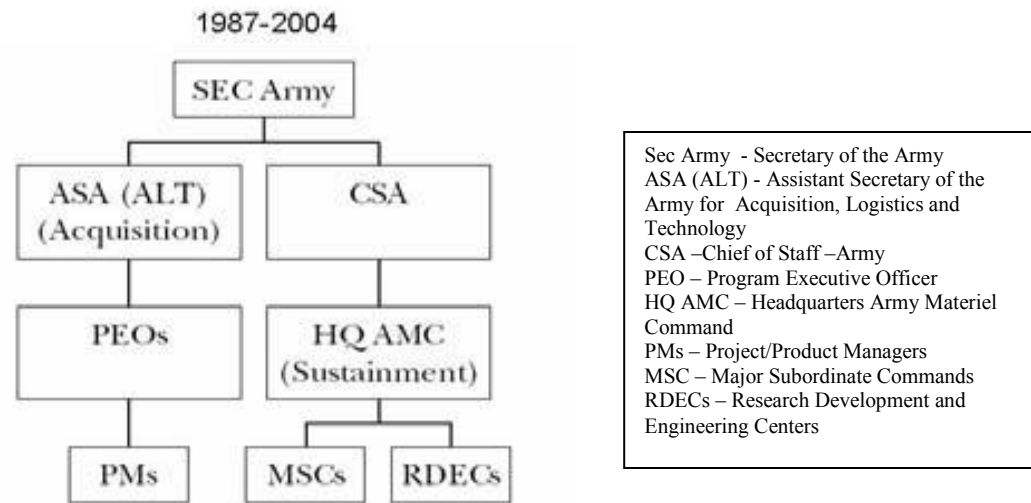 1987-2004
SEC Army
ASA (ALT)
(Acquisition)
CSA
PEOs
HQ AMC
(Sustainment)
PMs
MSCs
RDECs
Sec Army - Secretary of the Army
ASA (ALT) - Assistant Secretary of the
Army for Acquisition, Logistics and
Technology
CSA –Chief of Staff –Army
PEO – Program Executive Officer
HQ AMC – Headquarters Army Materiel
Command
PMs – Project/Product Managers
MSC – Major Subordinate Commands
RDECs – Research Development and
Engineering Centers